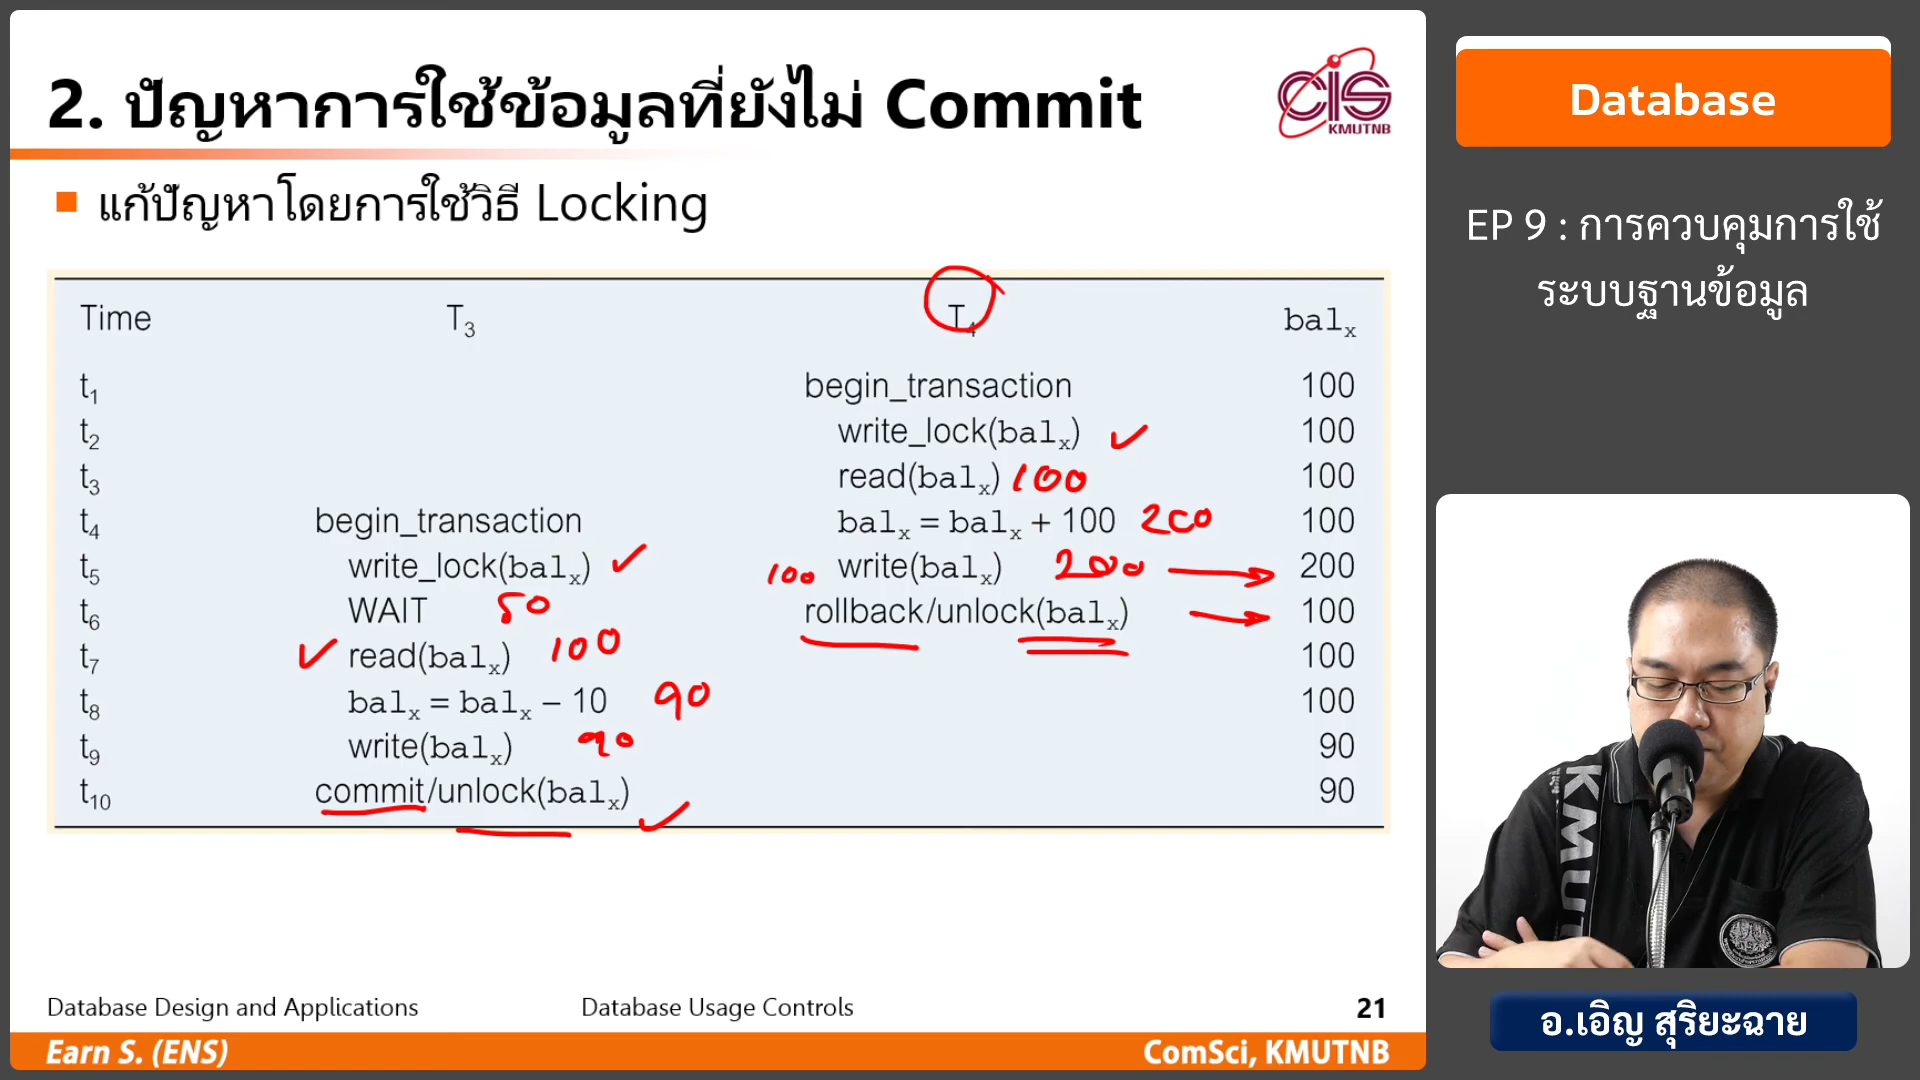 2. ปัญหาการใช้ข้อมูลที่ยังไม่ Commit
CIS
KMUTNB
แก้ปัญหาโดยการใช้วิธี Locking
Time T3 T4 balx
t1 begin_transaction 100
t2 write_lock(balx) ✓ 100
t3 read(balx) 100 100
t4 begin_transaction balx = balx + 100 200 100
t5 write_lock(balx) ✓ 100 write(balx) 200 → 200
t6 WAIT 50 rollback/unlock(balx) → 100
t7 ✓ read(balx) 100 100
t8 balx = balx – 10 90 100
t9 write(balx) 90 90
t10 commit/unlock(balx) ✓ 90
Database Design and Applications Database Usage Controls 21
Earn S. (ENS) ComSci, KMUTNB
Database
EP 9 : การควบคุมการใช้
ระบบฐานข้อมูล
KMUT
อ.เอิญ สุริยะฉาย